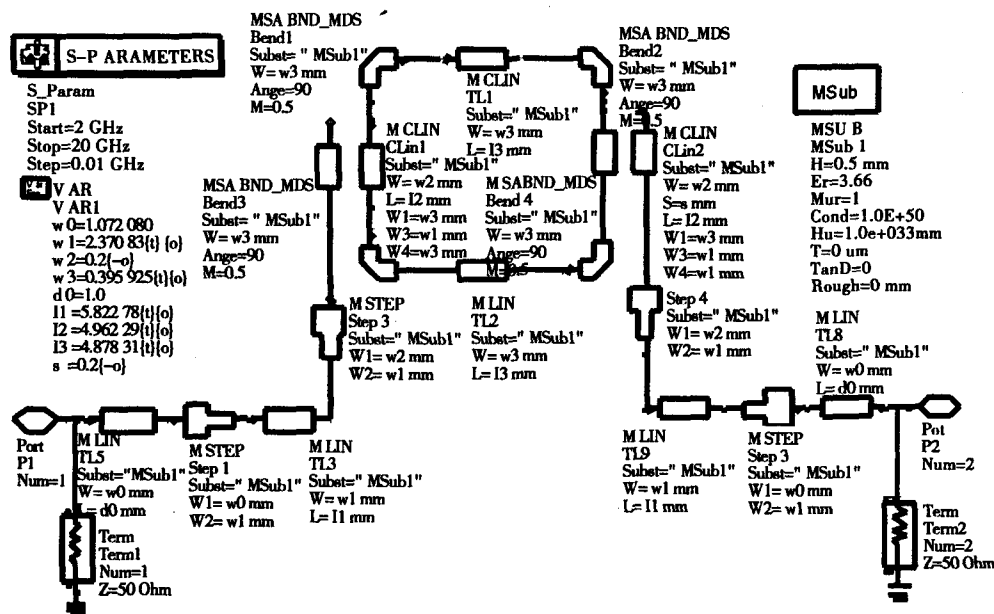 S-P ARAMETERS
S_Param
SP1
Start=2 GHz
Stop=20 GHz
Step=0.01 GHz
V AR
V AR1
w 0=1.072 080
w 1=2.370 83{t} {o}
w 2=0.2{-o}
w 3=0.395 925{t}{o}
d 0=1.0
l1 =5.822 78{t}{o}
l2 =4.962 29{t}{o}
l3 =4.878 31{t}{o}
s =0.2{-o}
MSA BND_MDS
Bend1
Subst= " MSub1"
W= w3 mm
Ange=90
M=0.5
MSA BND_MDS
Bend3
Subst= " MSub1"
W= w3 mm
Ange=90
M=0.5
M CLIN
CLin1
Subst=" MSub1"
W= w2 mm
L= l2 mm
W1=w3 mm
W3=w1 mm
W4=w3 mm
M CLIN
TL1
Subst=" MSub1"
W= w3 mm
L= l3 mm
M SABND_MDS
Bend 4
Subst=" MSub1"
W= w3 mm
Ange=90
M=0.5
MSA BND_MDS
Bend2
Subst= " MSub1"
W= w3 mm
Ange=90
M=0.5
M CLIN
CLin2
Subst=" MSub1"
W= w2 mm
S=s mm
L= l2 mm
W1=w3 mm
W3=w1 mm
W4=w1 mm
MSub
MSU B
MSub 1
H=0.5 mm
Er=3.66
Mur=1
Cond=1.0E+50
Hu=1.0e+033mm
T=0 um
TanD=0
Rough=0 mm
M STEP
Step 3
Subst=" MSub1"
W1= w2 mm
W2= w1 mm
M LIN
TL2
Subst=" MSub1"
W= w3 mm
L= l3 mm
Step 4
Subst=" MSub1"
W1= w2 mm
W2= w1 mm
M LIN
TL8
Subst=" MSub1"
W= w0 mm
L= d0 mm
Port
P1
Num=1
M LIN
TL5
Subst="MSub1"
W= w0 mm
L= d0 mm
M STEP
Step 1
Subst=" MSub1"
W1= w0 mm
W2= w1 mm
M LIN
TL3
Subst=" MSub1"
W= w1 mm
L= l1 mm
M LIN
TL9
Subst=" MSub1"
W= w1 mm
L= l1 mm
M STEP
Step 3
Subst=" MSub1"
W1= w0 mm
W2= w1 mm
Pot
P2
Num=2
Term
Term1
Num=1
Z=50 Ohm
Term
Term2
Num=2
Z=50 Ohm